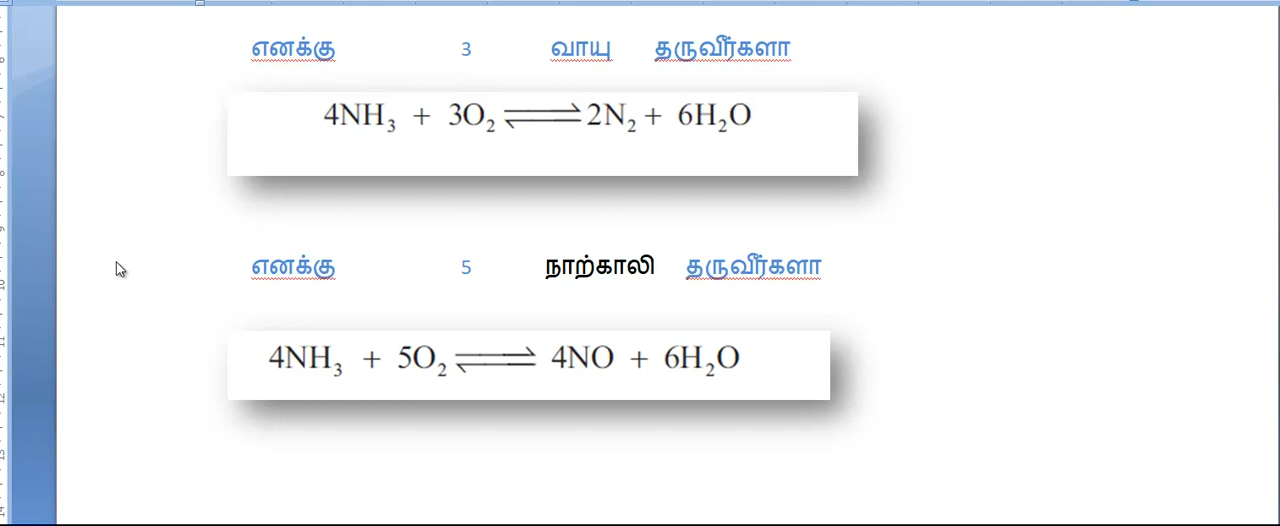 எனக்கு 3 வாயு தருவீர்களா
4NH₃ + 3O₂ ⇌ 2N₂ + 6H₂O
எனக்கு 5 நாற்காலி தருவீர்களா
4NH₃ + 5O₂ ⇌ 4NO + 6H₂O